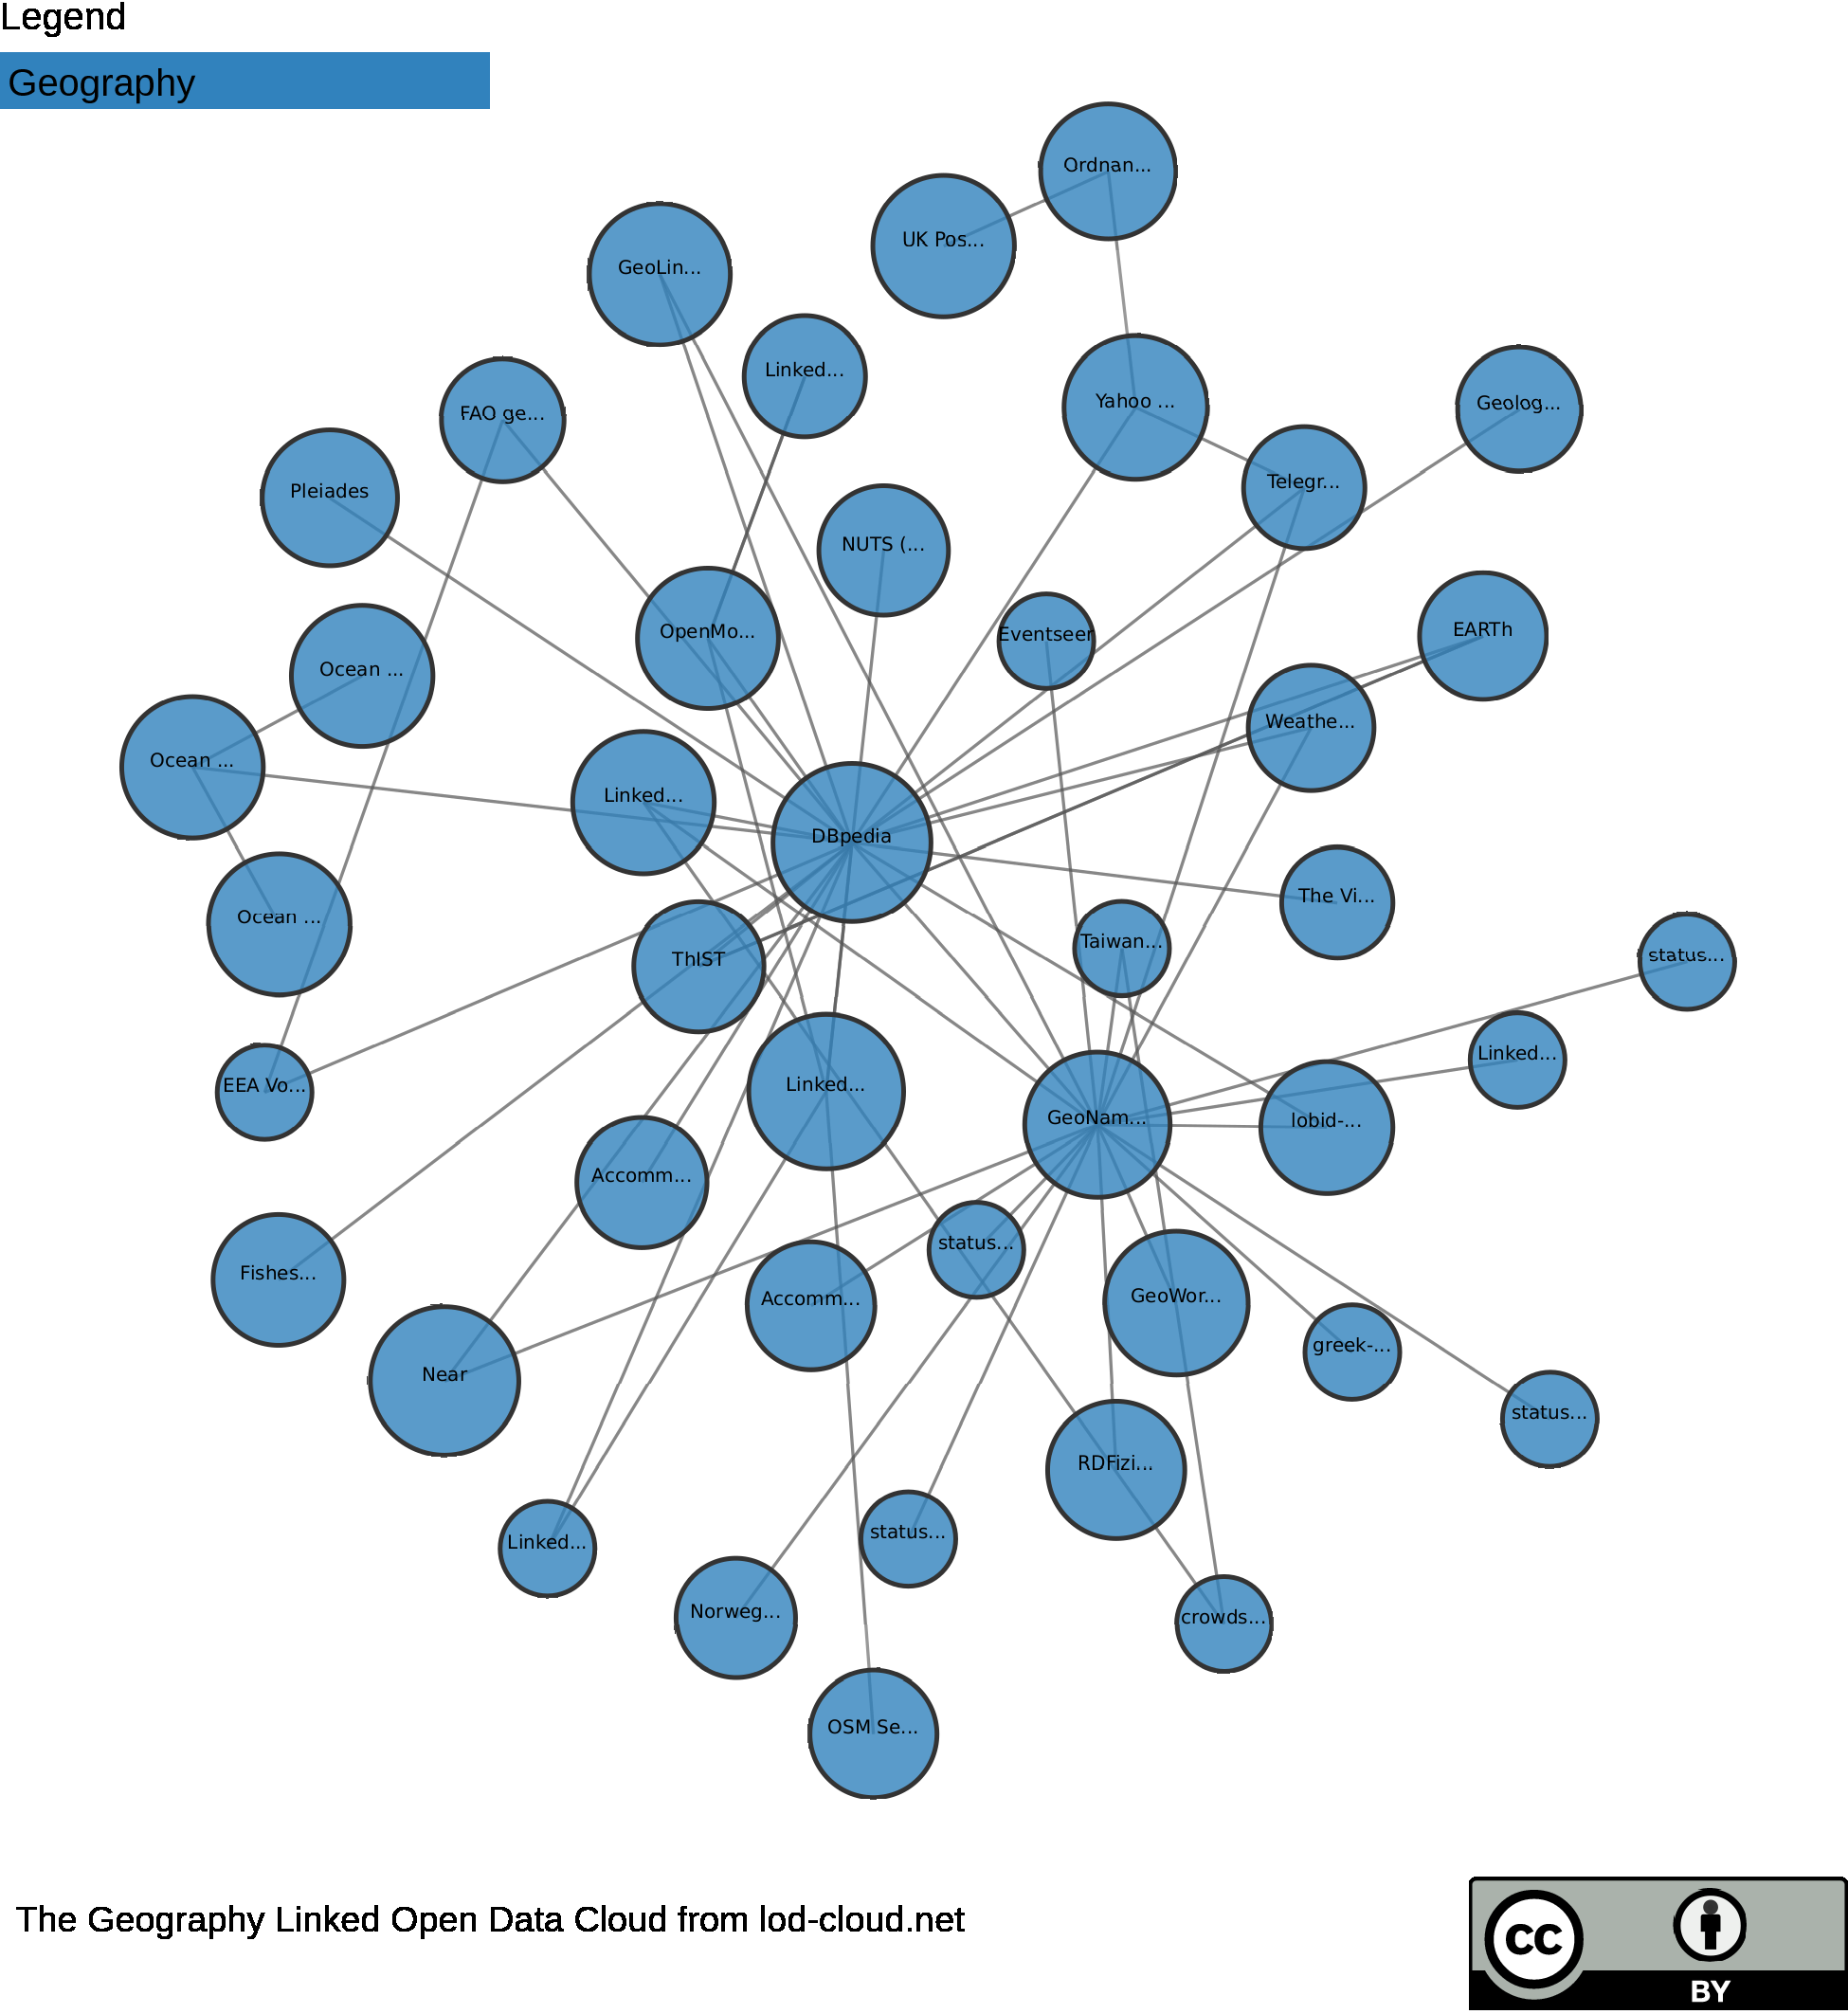 Legend
Geography
Ordnan...
UK Pos...
GeoLin...
Linked...
Yahoo ...
Geolog...
FAO ge...
Telegr...
Pleiades
NUTS (...
OpenMo...
Eventseer
EARTh
Ocean ...
Weathe...
Ocean ...
Linked...
DBpedia
The Vi...
Ocean ...
Taiwan...
status...
ThIST
Linked...
EEA Vo...
Linked...
GeoNam...
lobid-...
Accomm...
status...
Fishes...
Accomm...
GeoWor...
greek-...
Near
status...
RDFizi...
Linked...
status...
Norweg...
crowds...
OSM Se...
The Geography Linked Open Data Cloud from lod-cloud.net
cc
BY